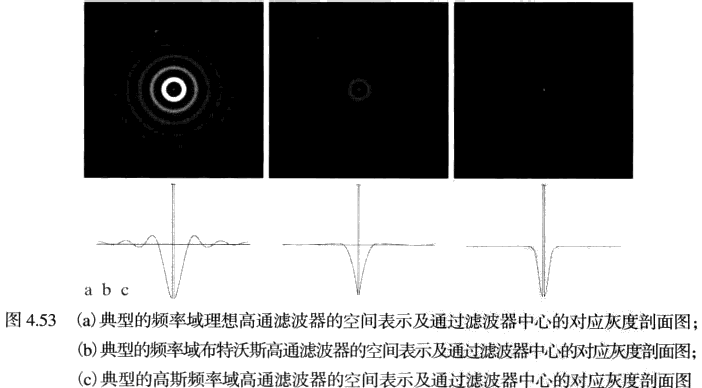 a b c
图 4.53 (a) 典型的频率域理想高通滤波器的空间表示及通过滤波器中心的对应灰度剖面图;
(b) 典型的频率域布特沃斯高通滤波器的空间表示及通过滤波器中心的对应灰度剖面图;
(c) 典型的高斯频率域高通滤波器的空间表示及通过滤波器中心的对应灰度剖面图